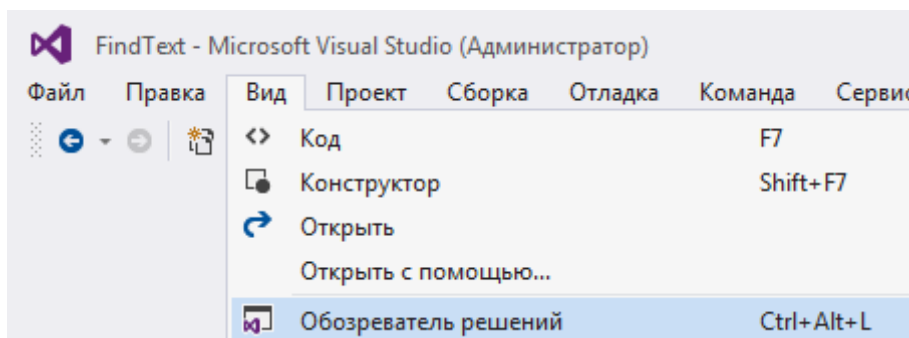 FindText - Microsoft Visual Studio (Администратор)
Файл Правка Вид Проект Сборка Отладка Команда Сервис
Код F7
Конструктор Shift+F7
Открыть
Открыть с помощью...
Обозреватель решений Ctrl+Alt+L